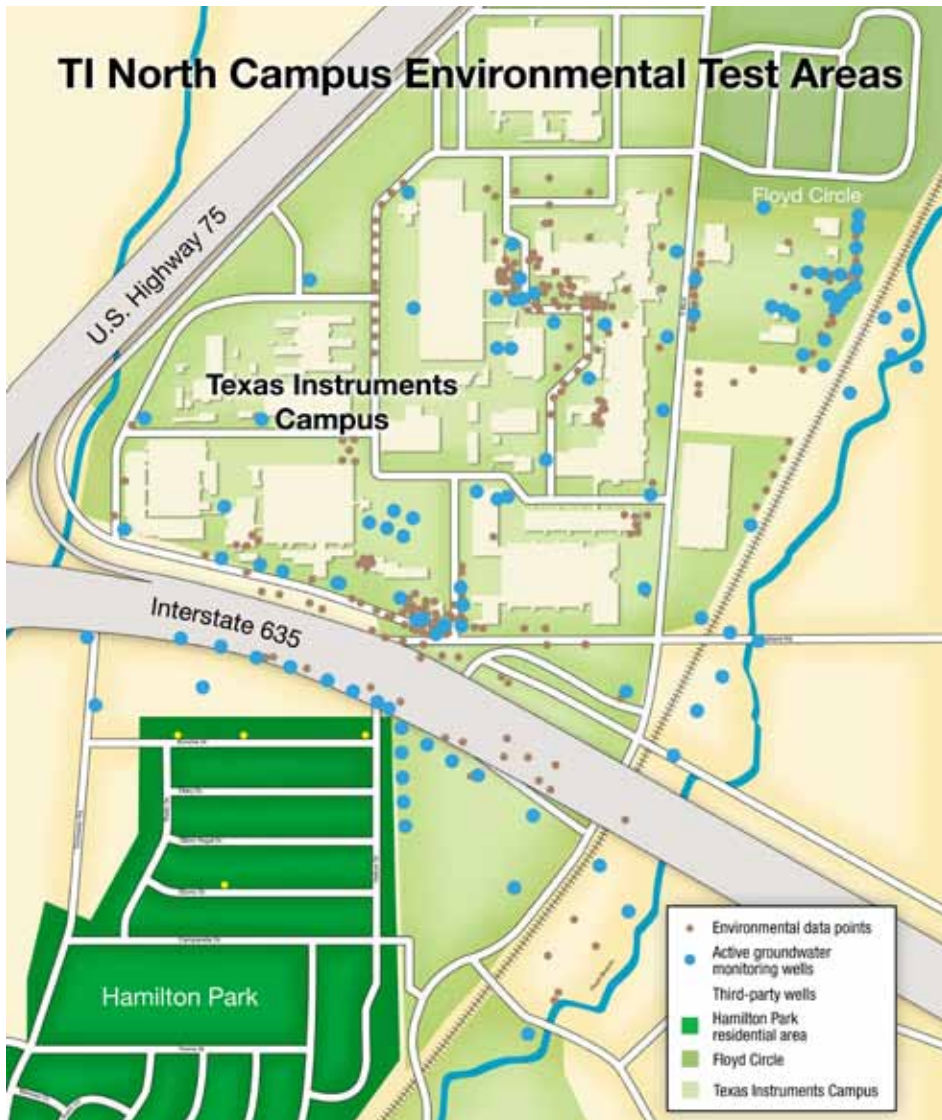 TI North Campus Environmental Test Areas
Floyd Circle
U.S. Highway 75
Texas Instruments
Campus
Interstate 635
Hamilton Park
Environmental data points
Active groundwater
monitoring wells
Third-party wells
Hamilton Park
residential area
Floyd Circle
Texas Instruments Campus